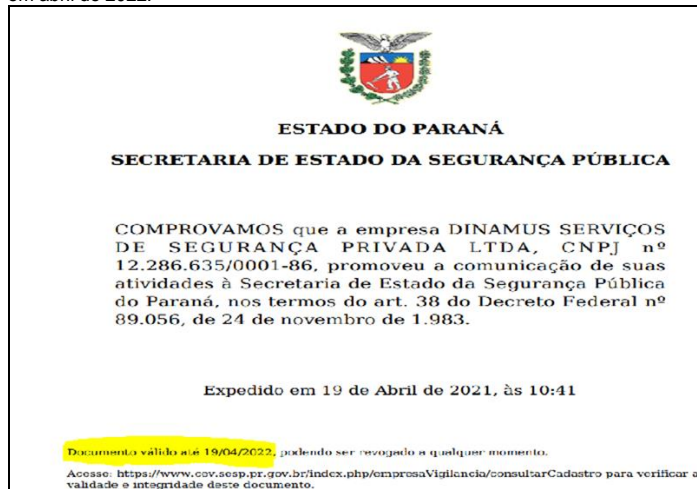 em abril de 2022.
ESTADO DO PARANÁ
SECRETARIA DE ESTADO DA SEGURANÇA PÚBLICA
COMPROVAMOS que a empresa DINAMUS SERVIÇOS
DE SEGURANÇA PRIVADA LTDA, CNPJ nº
12.286.635/0001-86, promoveu a comunicação de suas
atividades à Secretaria de Estado da Segurança Pública
do Paraná, nos termos do art. 38 do Decreto Federal nº
89.056, de 24 de novembro de 1.983.
Expedido em 19 de Abril de 2021, às 10:41
Documento válido até 19/04/2022, podendo ser revogado a qualquer momento.
Acesse: https://www.cov.sesp.pr.gov.br/index.php/empresaVigilancia/consultarCadastro para verificar a
validade e integridade deste documento.